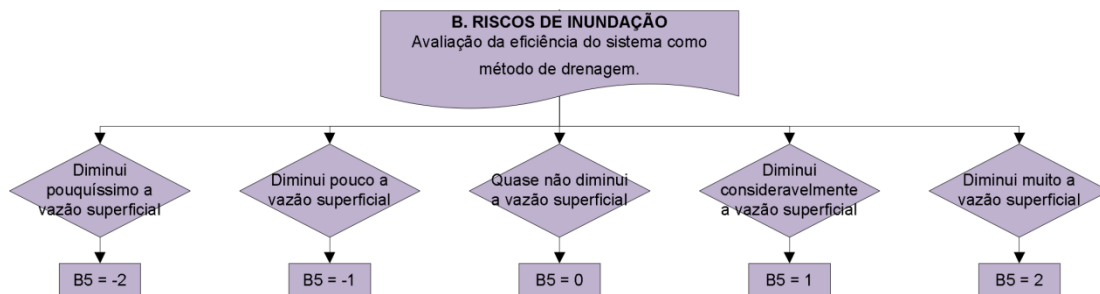 B. RISCOS DE INUNDAÇÃO
Avaliação da eficiência do sistema como
método de drenagem.
Diminui
pouquíssimo a
vazão superficial
Diminui pouco a
vazão superficial
Quase não diminui
a vazão superficial
Diminui
consideravelmente
a vazão superficial
Diminui muito a
vazão superficial
B5 = -2
B5 = -1
B5 = 0
B5 = 1
B5 = 2